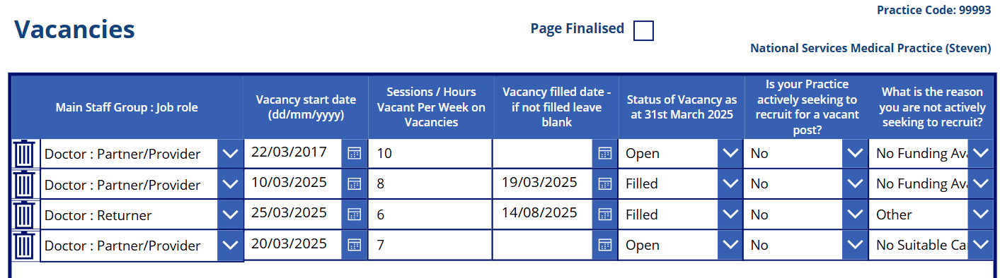 Practice Code: 99993
Vacancies
Page Finalised
National Services Medical Practice (Steven)
Main Staff Group : Job role
Vacancy start date
(dd/mm/yyyy)
Sessions / Hours
Vacant Per Week on
Vacancies
Vacancy filled date -
if not filled leave
blank
Status of Vacancy as
at 31st March 2025
Is your Practice
actively seeking to
recruit for a vacant
post?
What is the reason
you are not actively
seeking to recruit?
Doctor : Partner/Provider 22/03/2017 10 Open No No Funding Ava
Doctor : Partner/Provider 10/03/2025 8 19/03/2025 Filled No No Funding Ava
Doctor : Returner 25/03/2025 6 14/08/2025 Filled No Other
Doctor : Partner/Provider 20/03/2025 7 Open No No Suitable Ca